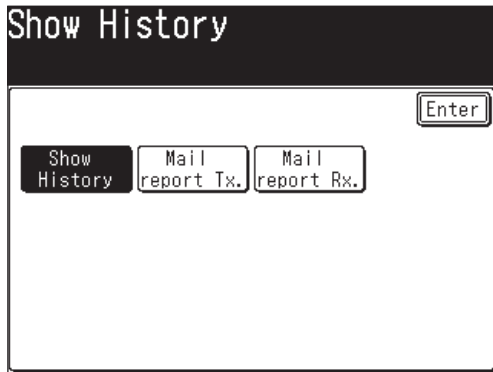 Show History
Enter
Show
History
Mail
report Tx.
Mail
report Rx.